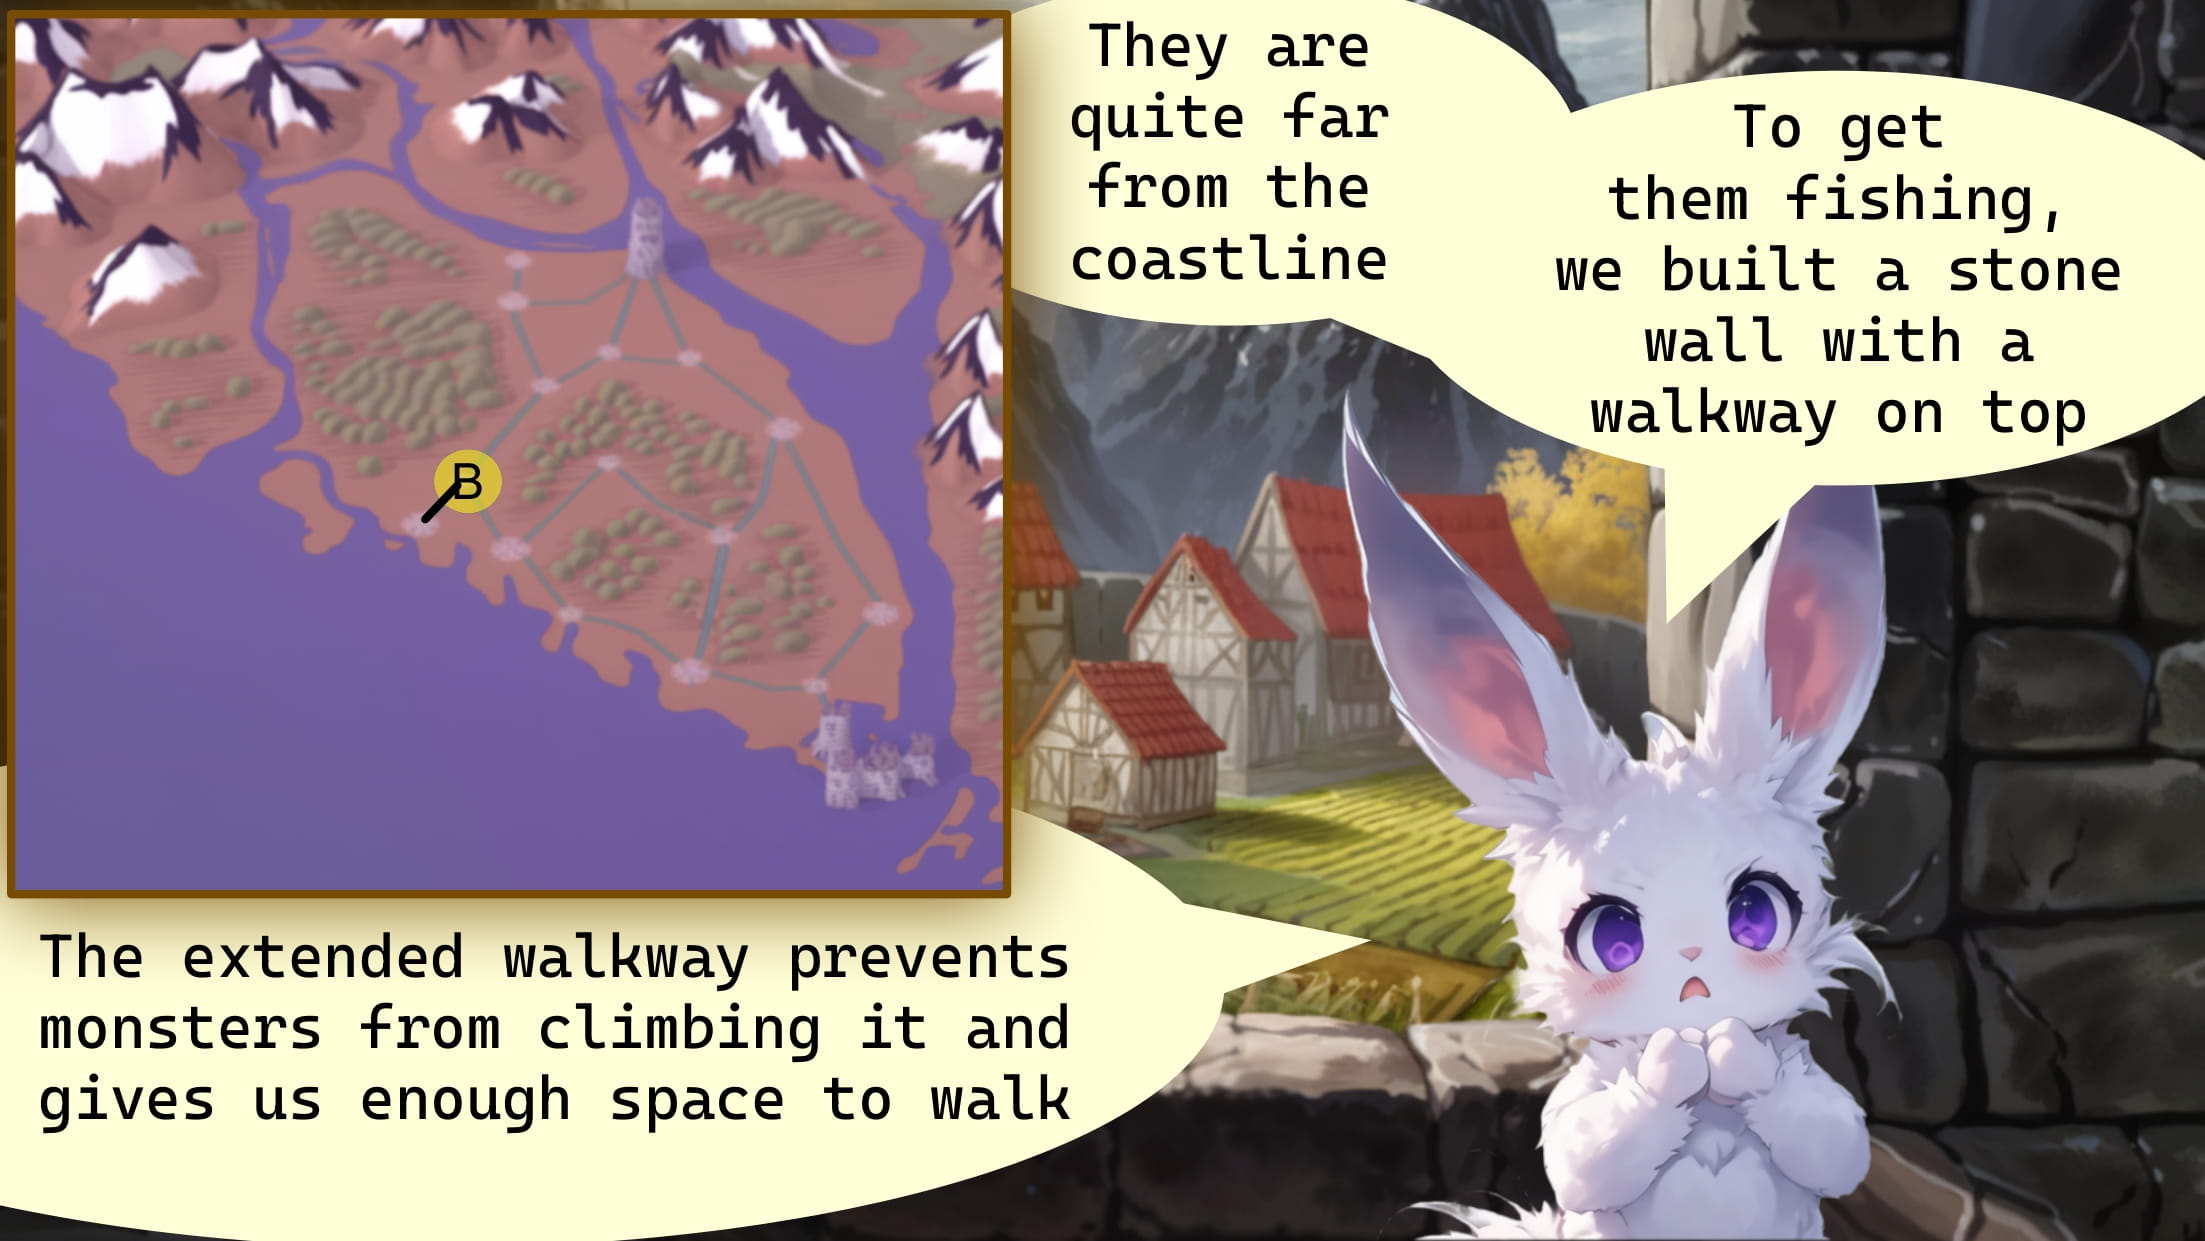 They are
quite far
from the
coastline
To get
them fishing,
we built a stone
wall with a
walkway on top
B
The extended walkway prevents
monsters from climbing it and
gives us enough space to walk